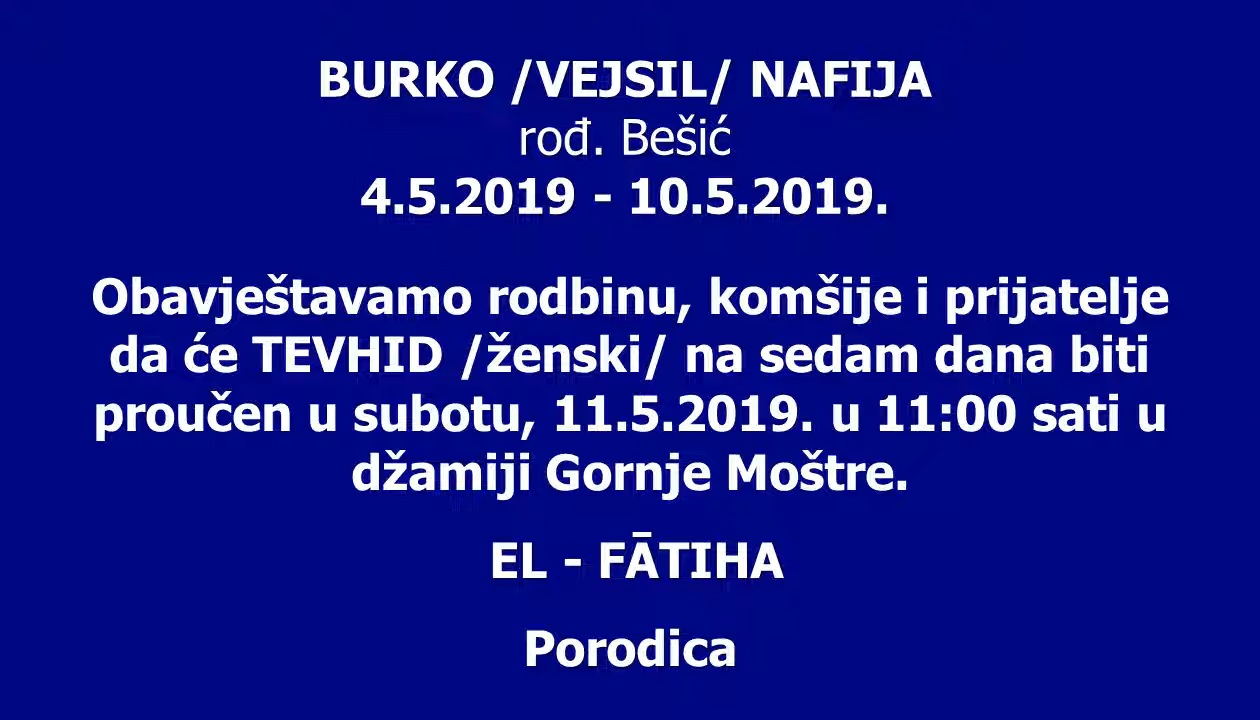 BURKO /VEJSIL/ NAFIJA
rođ. Bešić
4.5.2019 - 10.5.2019.
Obavještavamo rodbinu, komšije i prijatelje
da će TEVHID /ženski/ na sedam dana biti
proučen u subotu, 11.5.2019. u 11:00 sati u
džamiji Gornje Moštre.
EL - FĀTIHA
Porodica